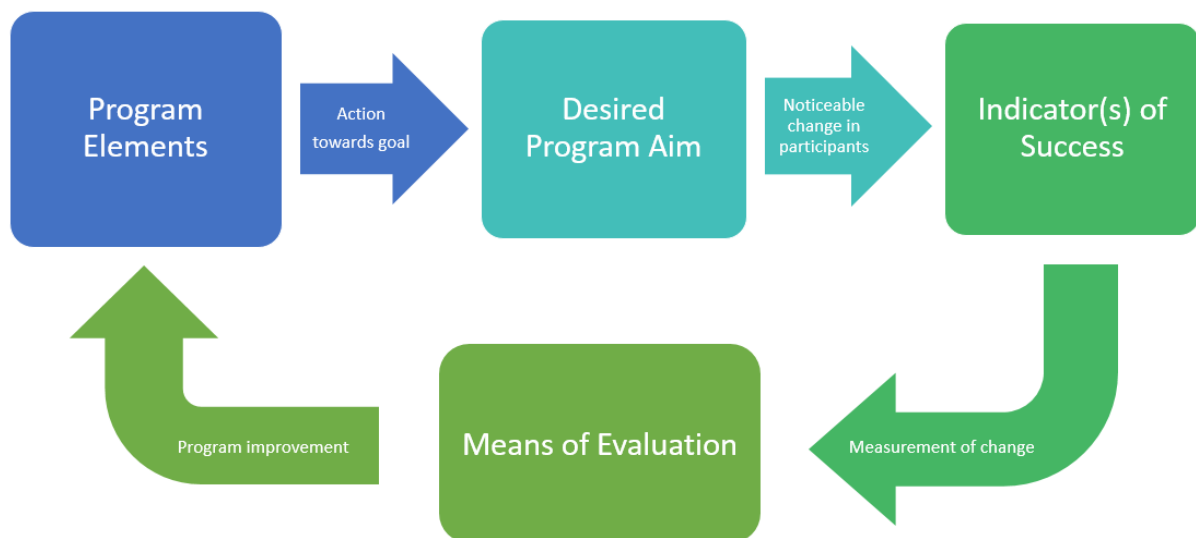 Program
Elements
Action
towards goal
Desired
Program Aim
Noticeable
change in
participants
Indicator(s) of
Success
Measurement of change
Means of Evaluation
Program improvement